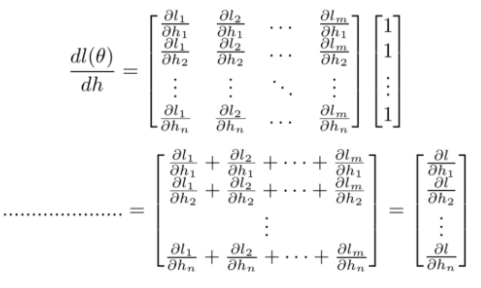 \frac{dl(\theta)}{dh} = \begin{bmatrix} \frac{\partial l_1}{\partial h_1} & \frac{\partial l_2}{\partial h_1} & \cdots & \frac{\partial l_m}{\partial h_1} \\ \frac{\partial l_1}{\partial h_2} & \frac{\partial l_2}{\partial h_2} & \cdots & \frac{\partial l_m}{\partial h_2} \\ \vdots & \vdots & \ddots & \vdots \\ \frac{\partial l_1}{\partial h_n} & \frac{\partial l_2}{\partial h_n} & \cdots & \frac{\partial l_m}{\partial h_n} \end{bmatrix} \begin{bmatrix} 1 \\ 1 \\ \vdots \\ 1 \end{bmatrix}
..................... = \begin{bmatrix} \frac{\partial l_1}{\partial h_1} + \frac{\partial l_2}{\partial h_1} + \cdots + \frac{\partial l_m}{\partial h_1} \\ \frac{\partial l_1}{\partial h_2} + \frac{\partial l_2}{\partial h_2} + \cdots + \frac{\partial l_m}{\partial h_2} \\ \vdots \\ \frac{\partial l_1}{\partial h_n} + \frac{\partial l_2}{\partial h_n} + \cdots + \frac{\partial l_m}{\partial h_n} \end{bmatrix} = \begin{bmatrix} \frac{\partial l}{\partial h_1} \\ \frac{\partial l}{\partial h_2} \\ \vdots \\ \frac{\partial l}{\partial h_n} \end{bmatrix}